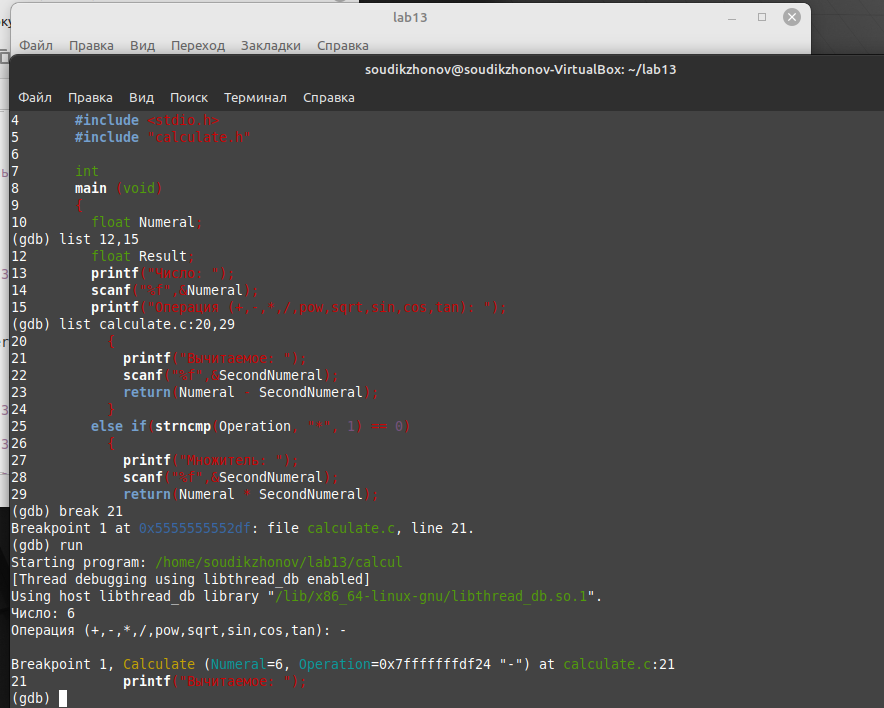 lab13
Файл Правка Вид Переход Закладки Справка
soudikzhonov@soudikzhonov-VirtualBox: ~/lab13
Файл Правка Вид Поиск Терминал Справка
4 #include <stdio.h>
5 #include "calculate.h"
6
7 int
8 main (void)
9 {
10 float Numeral;
(gdb) list 12,15
12 float Result;
13 printf("Число: ");
14 scanf("%f",&Numeral);
15 printf("Операция (+,-,*,/,pow,sqrt,sin,cos,tan): ");
(gdb) list calculate.c:20,29
20 {
21 printf("Вычитаемое: ");
22 scanf("%f",&SecondNumeral);
23 return(Numeral - SecondNumeral);
24 }
25 else if(strncmp(Operation, "*", 1) == 0)
26 {
27 printf("Множитель: ");
28 scanf("%f",&SecondNumeral);
29 return(Numeral * SecondNumeral);
(gdb) break 21
Breakpoint 1 at 0x5555555552df: file calculate.c, line 21.
(gdb) run
Starting program: /home/soudikzhonov/lab13/calcul
[Thread debugging using libthread_db enabled]
Using host libthread_db library "/lib/x86_64-linux-gnu/libthread_db.so.1".
Число: 6
Операция (+,-,*,/,pow,sqrt,sin,cos,tan): -

Breakpoint 1, Calculate (Numeral=6, Operation=0x7fffffffdf24 "-") at calculate.c:21
21 printf("Вычитаемое: ");
(gdb)